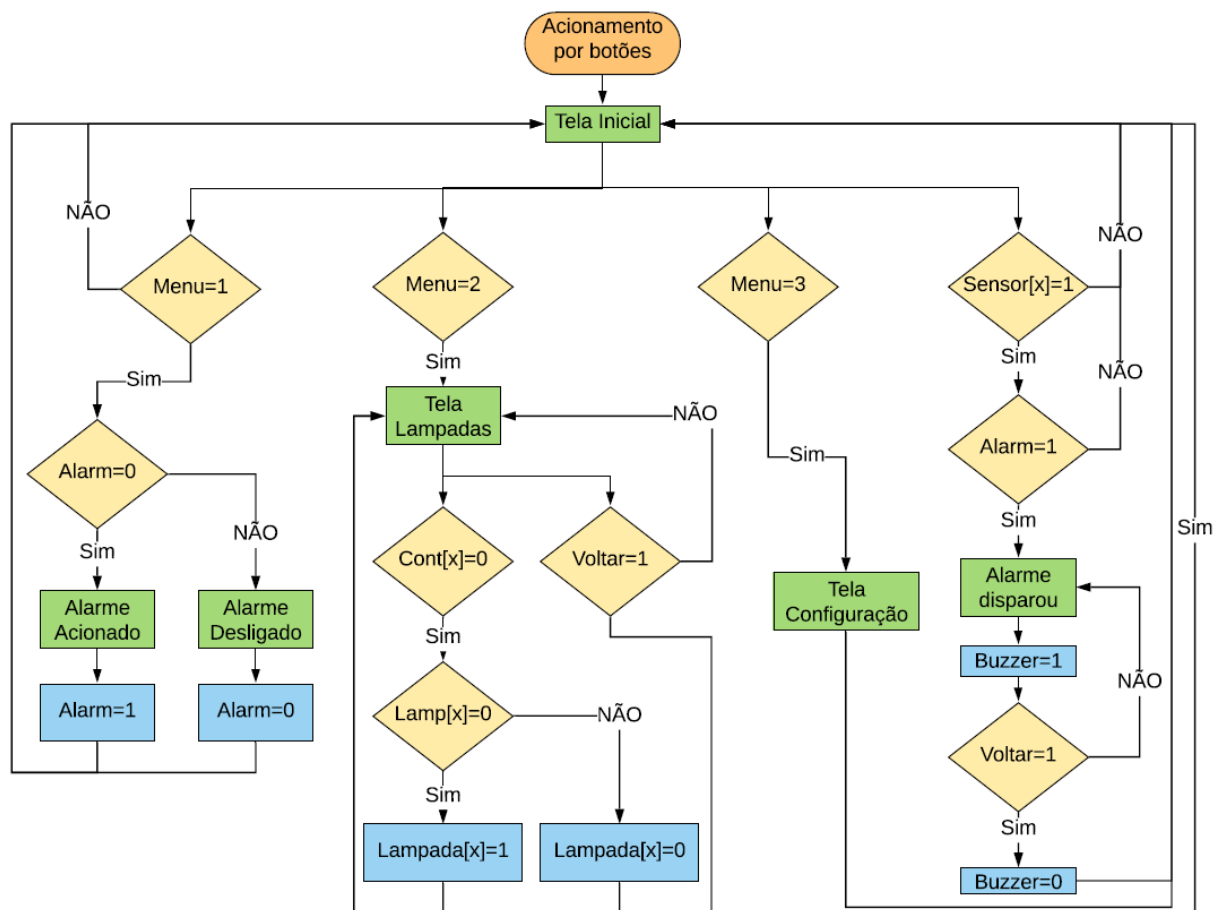 Acionamento
por botões
Tela Inicial
NÃO
NÃO
Menu=1
Menu=2
Menu=3
Sensor[x]=1
Sim
Sim
Sim
NÃO
Tela
Lampadas
NÃO
Alarm=0
Sim
Alarm=1
Sim
NÃO
Sim
Sim
Cont[x]=0
Voltar=1
Alarme
Acionado
Alarme
Desligado
Tela
Configuração
Alarme
disparou
Sim
Buzzer=1
NÃO
Alarm=1
Alarm=0
Lamp[x]=0
NÃO
Voltar=1
Sim
Sim
Lampada[x]=1
Lampada[x]=0
Buzzer=0